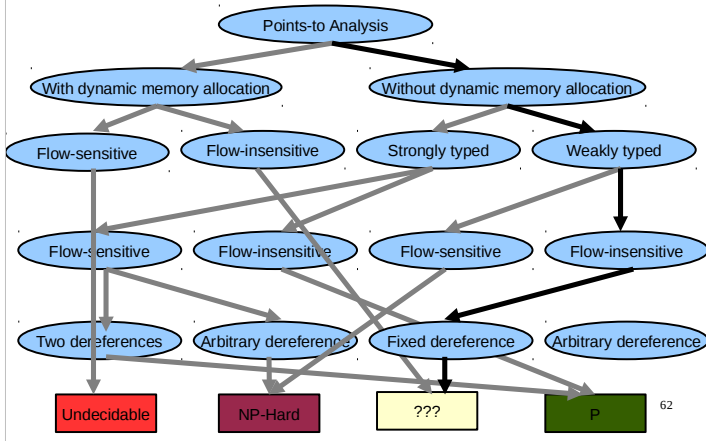 Points-to Analysis
With dynamic memory allocation
Without dynamic memory allocation
Flow-sensitive
Flow-insensitive
Strongly typed
Weakly typed
Flow-sensitive
Flow-insensitive
Flow-sensitive
Flow-insensitive
Two dereferences
Arbitrary dereference
Fixed dereference
Arbitrary dereference
Undecidable
NP-Hard
???
P
62